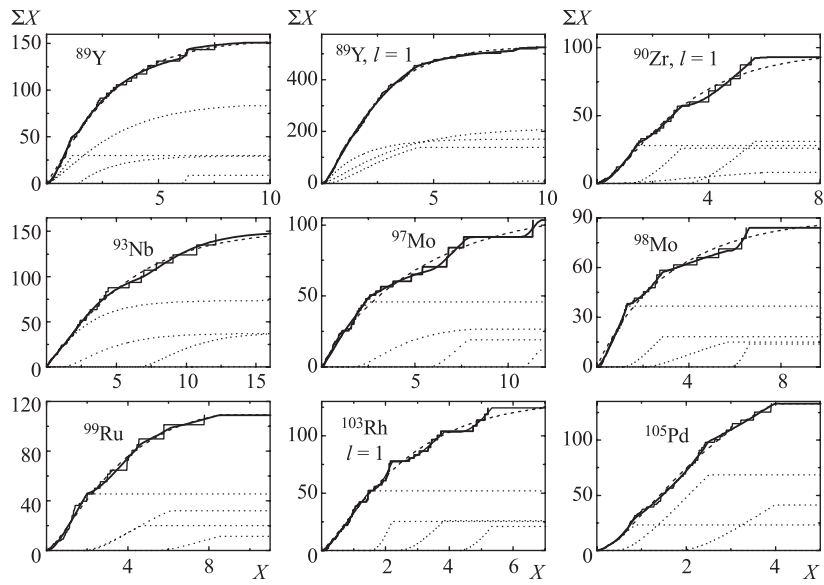 ΣX ΣX ΣX
150 100 50 0
⁸⁹Y
5 10
400 200 0
⁸⁹Y, l = 1
5 10
100 50 0
⁹⁰Zr, l = 1
4 8
150 100 50 0
⁹³Nb
5 10 15
100 50 0
⁹⁷Mo
5 10
90 60 30 0
⁹⁸Mo
4 8
120 80 40 0
⁹⁹Ru
4 8 X
100 50 0
¹⁰³Rh
l = 1
2 4 6 X
100 50 0
¹⁰⁵Pd
2 4 X